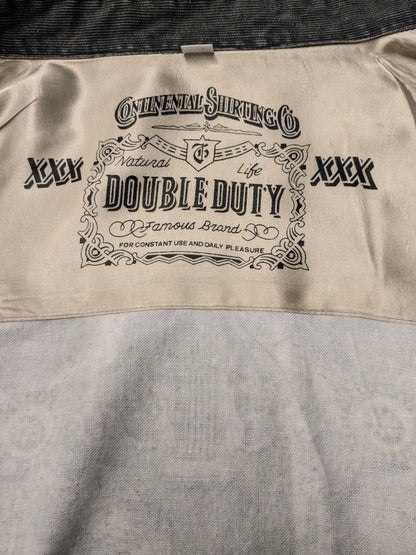 CONTINENTAL SHIRTING CO
Natural Life
XXX DOUBLE DUTY XXX
Famous Brand
FOR CONSTANT USE AND DAILY PLEASURE